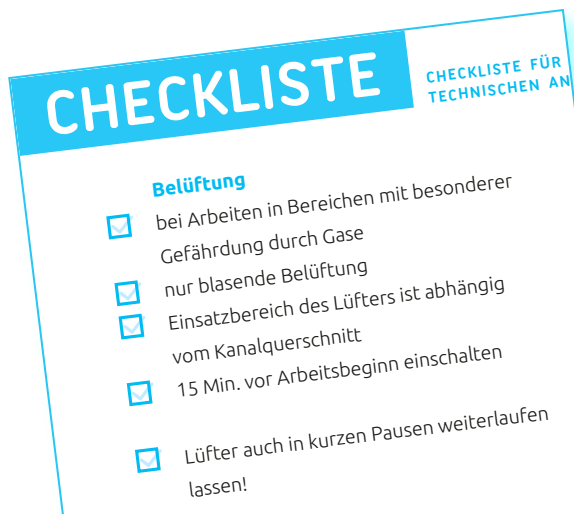 CHECKLISTE
CHECKLISTE FÜR
TECHNISCHEN AN
Belüftung
bei Arbeiten in Bereichen mit besonderer
Gefährdung durch Gase
nur blasende Belüftung
Einsatzbereich des Lüfters ist abhängig
vom Kanalquerschnitt
15 Min. vor Arbeitsbeginn einschalten
Lüfter auch in kurzen Pausen weiterlaufen
lassen!